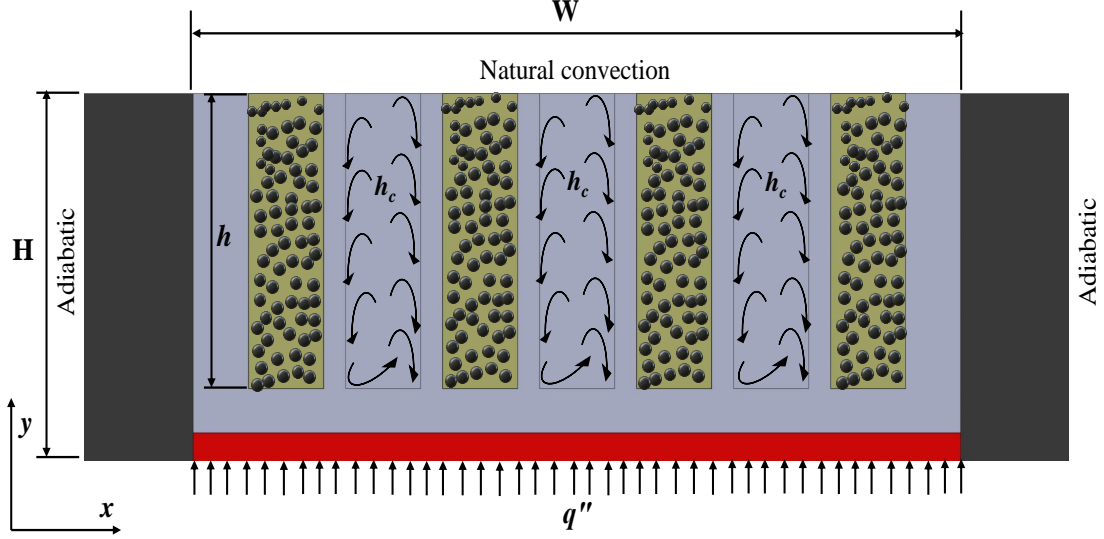 W
Natural convection
H
Adiabatic
h
h_c
h_c
h_c
Adiabatic
y
x
q"